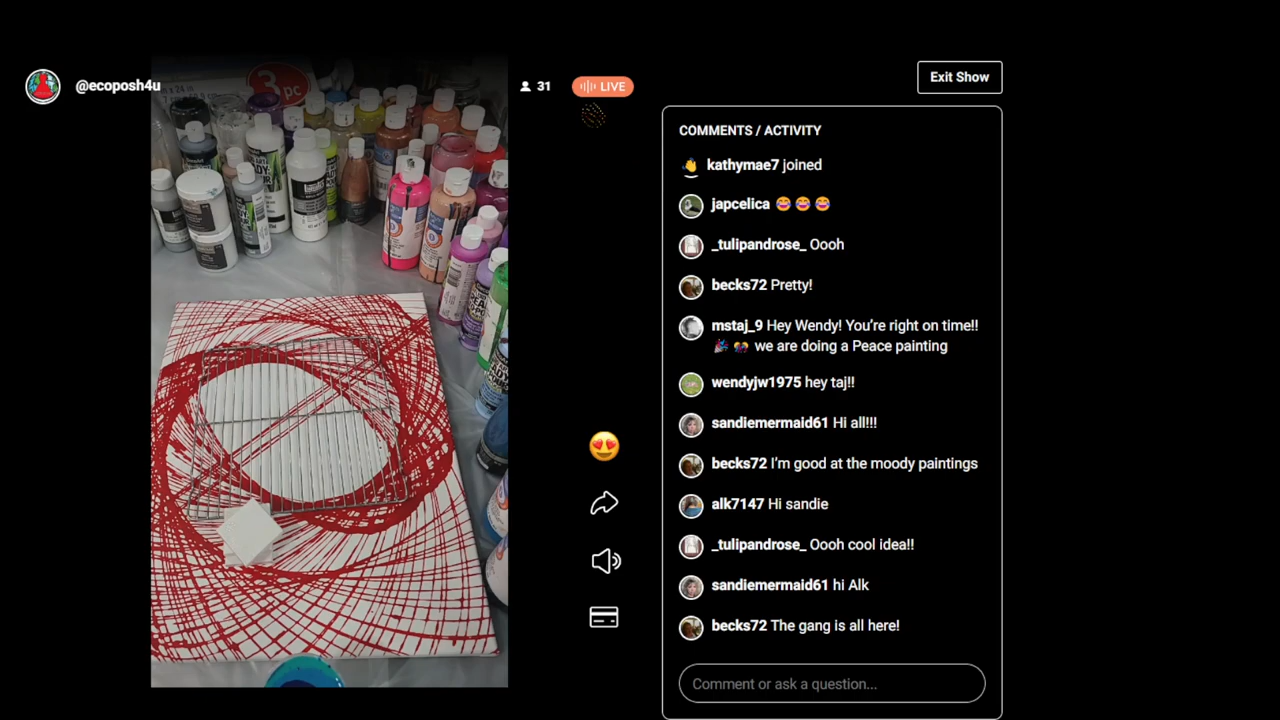 @ecoposh4u
31
LIVE
Exit Show
3
pc
COMMENTS / ACTIVITY
kathymae7 joined
japcelica 😂 😂 😂
_tulipandrose_ Oooh
becks72 Pretty!
mstaj_9 Hey Wendy! You’re right on time!!
we are doing a Peace painting
wendyjw1975 hey taj!!
sandiemermaid61 Hi all!!!
becks72 I’m good at the moody paintings
alk7147 Hi sandie
_tulipandrose_ Oooh cool idea!!
sandiemermaid61 hi Alk
becks72 The gang is all here!
Comment or ask a question...